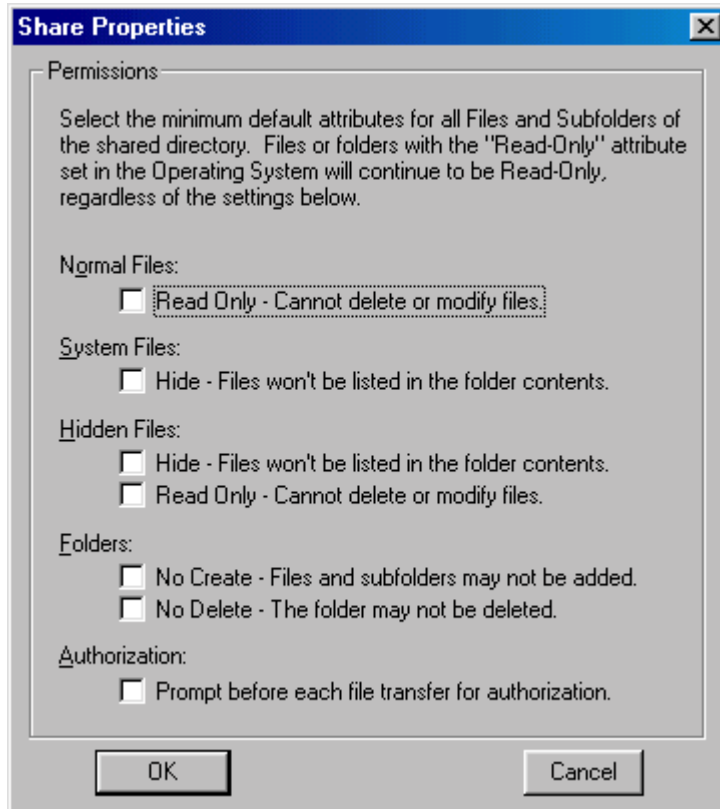 Share Properties
Permissions
Select the minimum default attributes for all Files and Subfolders of
the shared directory. Files or folders with the "Read-Only" attribute
set in the Operating System will continue to be Read-Only,
regardless of the settings below.
Normal Files:
Read Only - Cannot delete or modify files.
System Files:
Hide - Files won't be listed in the folder contents.
Hidden Files:
Hide - Files won't be listed in the folder contents.
Read Only - Cannot delete or modify files.
Folders:
No Create - Files and subfolders may not be added.
No Delete - The folder may not be deleted.
Authorization:
Prompt before each file transfer for authorization.
OK Cancel